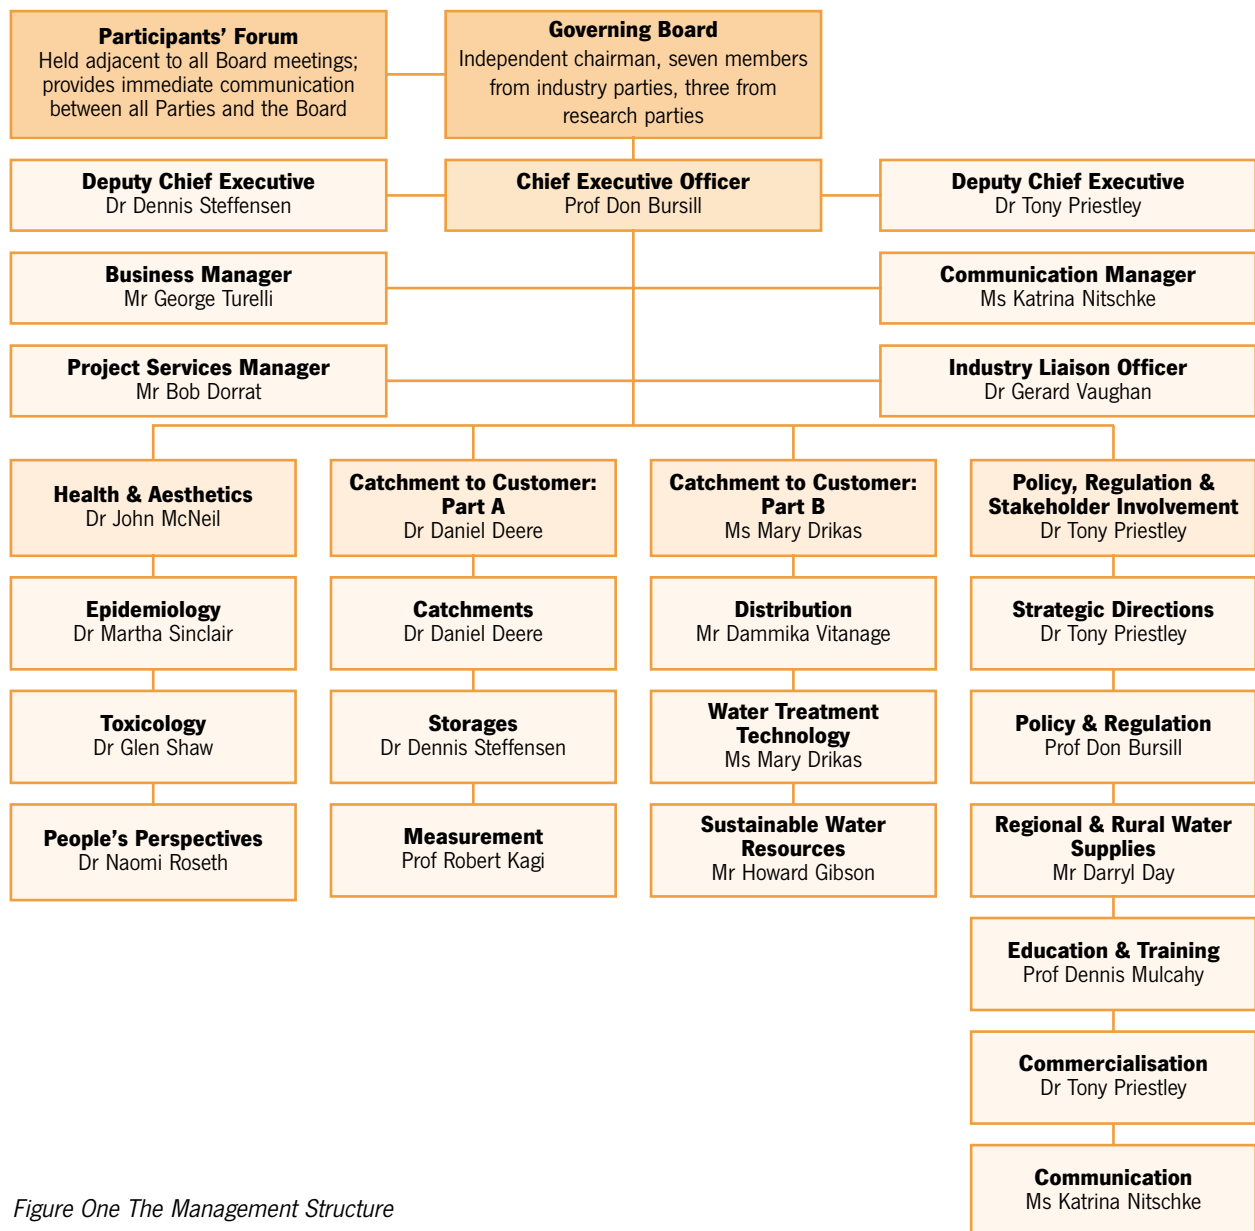 Participants’ Forum
Held adjacent to all Board meetings;
provides immediate communication
between all Parties and the Board
Governing Board
Independent chairman, seven members
from industry parties, three from
research parties
Deputy Chief Executive
Dr Dennis Steffensen
Chief Executive Officer
Prof Don Bursill
Deputy Chief Executive
Dr Tony Priestley
Business Manager
Mr George Turelli
Communication Manager
Ms Katrina Nitschke
Project Services Manager
Mr Bob Dorrat
Industry Liaison Officer
Dr Gerard Vaughan
Health & Aesthetics
Dr John McNeil
Catchment to Customer:
Part A
Dr Daniel Deere
Catchment to Customer:
Part B
Ms Mary Drikas
Policy, Regulation &
Stakeholder Involvement
Dr Tony Priestley
Epidemiology
Dr Martha Sinclair
Catchments
Dr Daniel Deere
Distribution
Mr Dammika Vitanage
Strategic Directions
Dr Tony Priestley
Toxicology
Dr Glen Shaw
Storages
Dr Dennis Steffensen
Water Treatment
Technology
Ms Mary Drikas
Policy & Regulation
Prof Don Bursill
People’s Perspectives
Dr Naomi Roseth
Measurement
Prof Robert Kagi
Sustainable Water
Resources
Mr Howard Gibson
Regional & Rural Water
Supplies
Mr Darryl Day
Education & Training
Prof Dennis Mulcahy
Commercialisation
Dr Tony Priestley
Communication
Ms Katrina Nitschke
Figure One The Management Structure